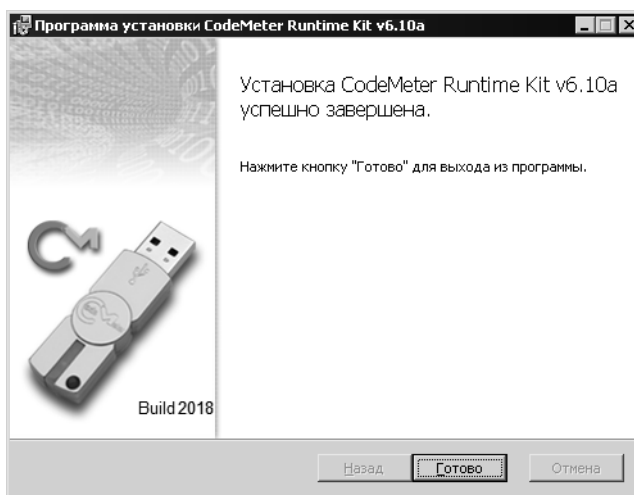 Программа установки CodeMeter Runtime Kit v6.10a
Установка CodeMeter Runtime Kit v6.10a
успешно завершена.
Нажмите кнопку "Готово" для выхода из программы.
Build 2018
Назад
Готово
Отмена